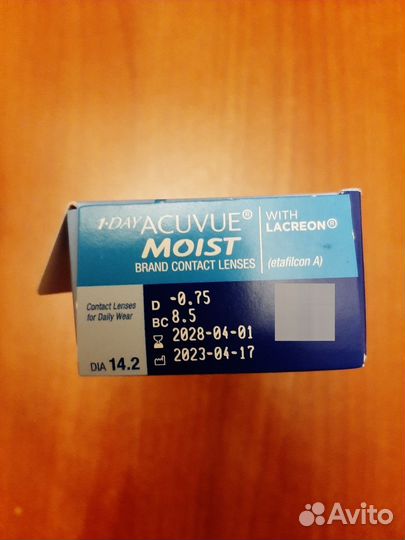 1·DAY ACUVUE®
MOIST
BRAND CONTACT LENSES
WITH
LACREON®
(etafilcon A)
Contact Lenses
for Daily Wear
DIA 14.2
D -0.75
BC 8.5
2028-04-01
2023-04-17
Avito